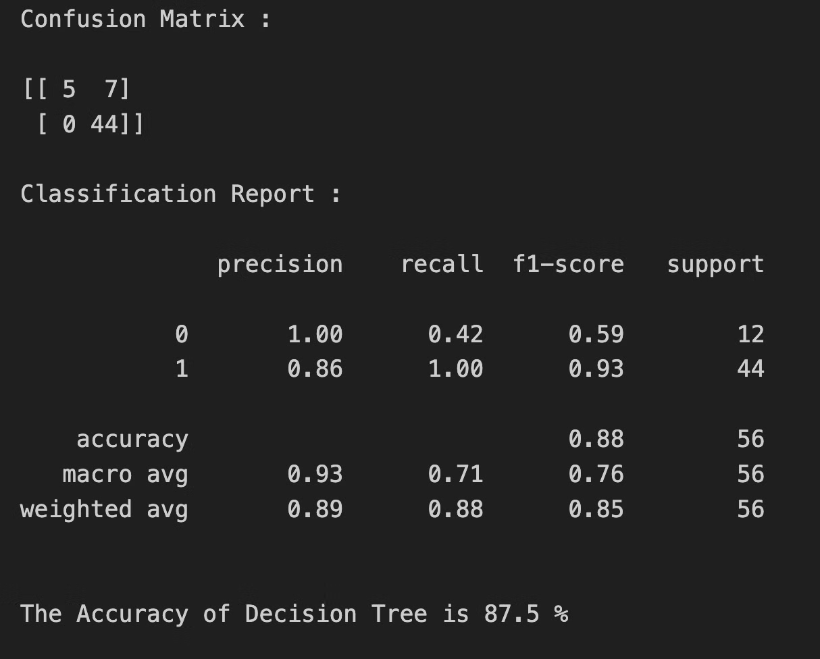 Confusion Matrix :
[[ 5  7]
 [ 0 44]]
Classification Report :
              precision    recall  f1-score   support
           0       1.00      0.42      0.59        12
           1       0.86      1.00      0.93        44
    accuracy                           0.88        56
   macro avg       0.93      0.71      0.76        56
weighted avg       0.89      0.88      0.85        56
The Accuracy of Decision Tree is 87.5 %